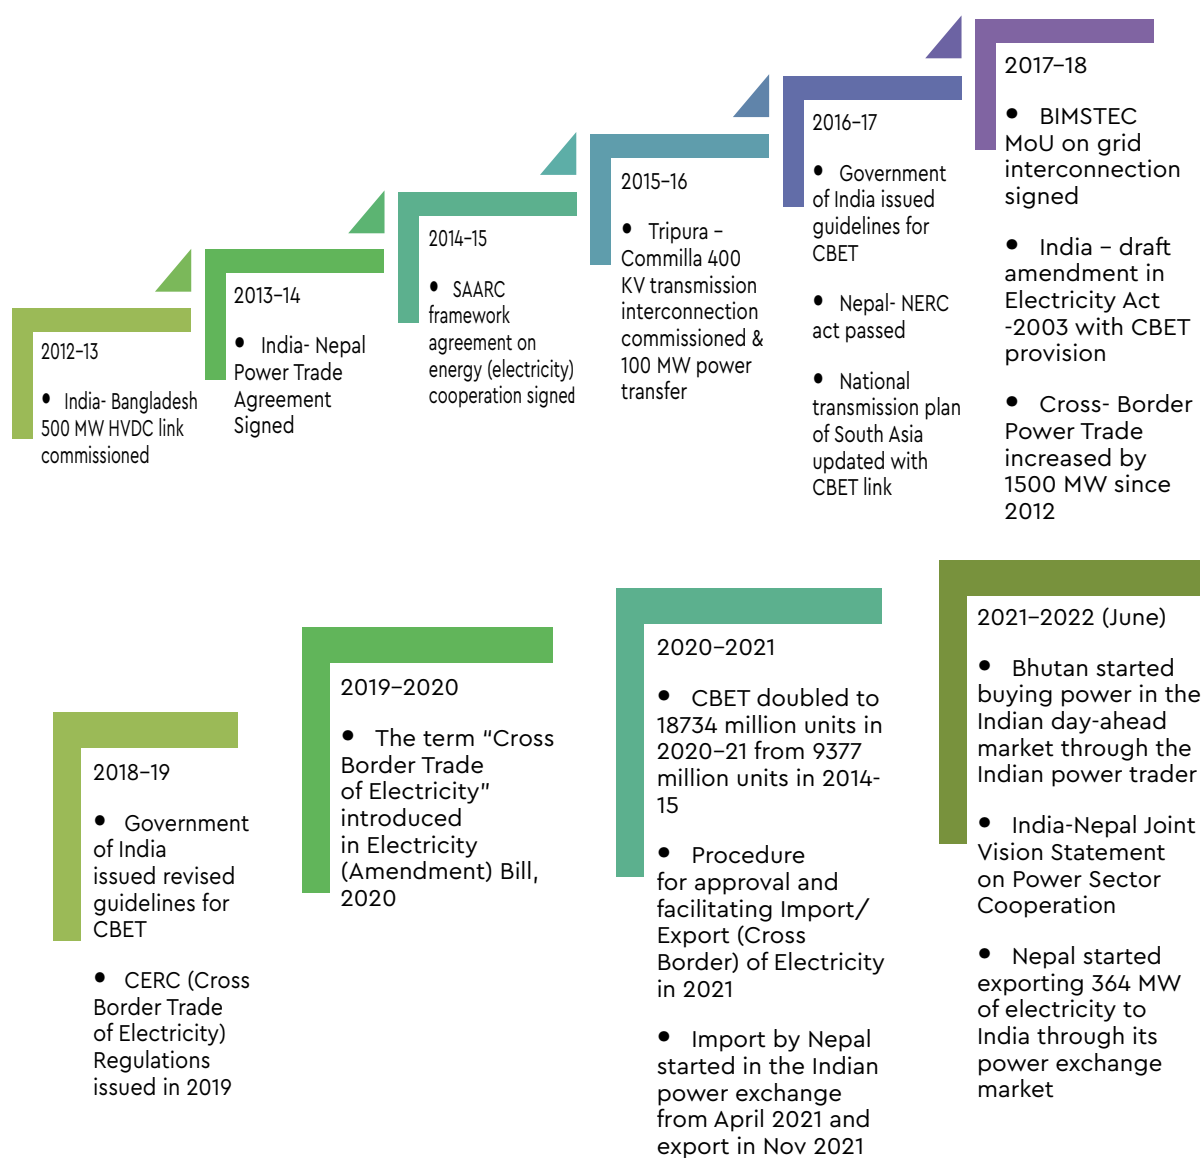 2012–13
• India- Bangladesh
500 MW HVDC link
commissioned
2013–14
• India- Nepal
Power Trade
Agreement
Signed
2014–15
• SAARC
framework
agreement on
energy (electricity)
cooperation signed
2015–16
• Tripura –
Commilla 400
KV transmission
interconnection
commissioned &
100 MW power
transfer
2016–17
• Government
of India issued
guidelines for
CBET
• Nepal- NERC
act passed
• National
transmission plan
of South Asia
updated with
CBET link
2017–18
• BIMSTEC
MoU on grid
interconnection
signed
• India – draft
amendment in
Electricity Act
-2003 with CBET
provision
• Cross- Border
Power Trade
increased by
1500 MW since
2012
2018–19
• Government
of India
issued revised
guidelines for
CBET
• CERC (Cross
Border Trade
of Electricity)
Regulations
issued in 2019
2019–2020
• The term “Cross
Border Trade
of Electricity”
introduced
in Electricity
(Amendment) Bill,
2020
2020–2021
• CBET doubled to
18734 million units in
2020–21 from 9377
million units in 2014-
15
• Procedure
for approval and
facilitating Import/
Export (Cross
Border) of Electricity
in 2021
• Import by Nepal
started in the Indian
power exchange
from April 2021 and
export in Nov 2021
2021–2022 (June)
• Bhutan started
buying power in the
Indian day-ahead
market through the
Indian power trader
• India-Nepal Joint
Vision Statement
on Power Sector
Cooperation
• Nepal started
exporting 364 MW
of electricity to
India through its
power exchange
market